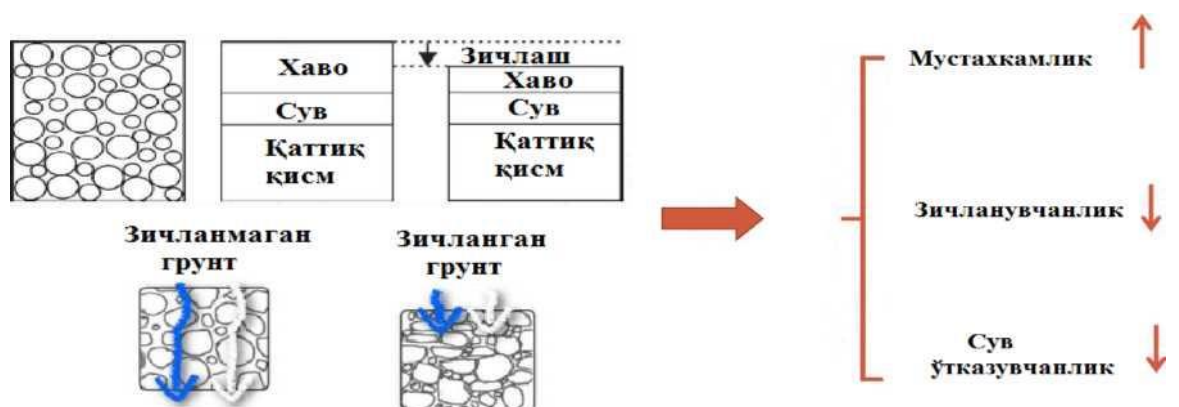 Хаво
Сув
Қаттиқ
қисм
Зичлаш
Хаво
Сув
Қаттиқ
қисм
Зичланмаган
грунт
Зичланган
грунт
Мустахкамлик
Зичланувчанлик
Сув
ўтказувчанлик